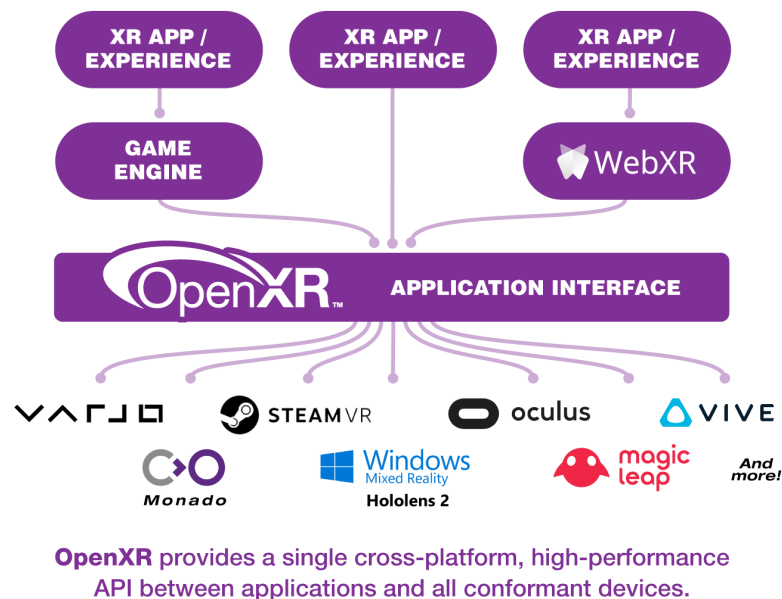 XR APP /
EXPERIENCE
XR APP /
EXPERIENCE
XR APP /
EXPERIENCE
GAME
ENGINE
WebXR
OpenXR™
APPLICATION INTERFACE
VARJO
STEAMVR
oculus
VIVE
Monado
Windows
Mixed Reality
Hololens 2
magic
leap
And
more!
OpenXR provides a single cross-platform, high-performance
API between applications and all conformant devices.